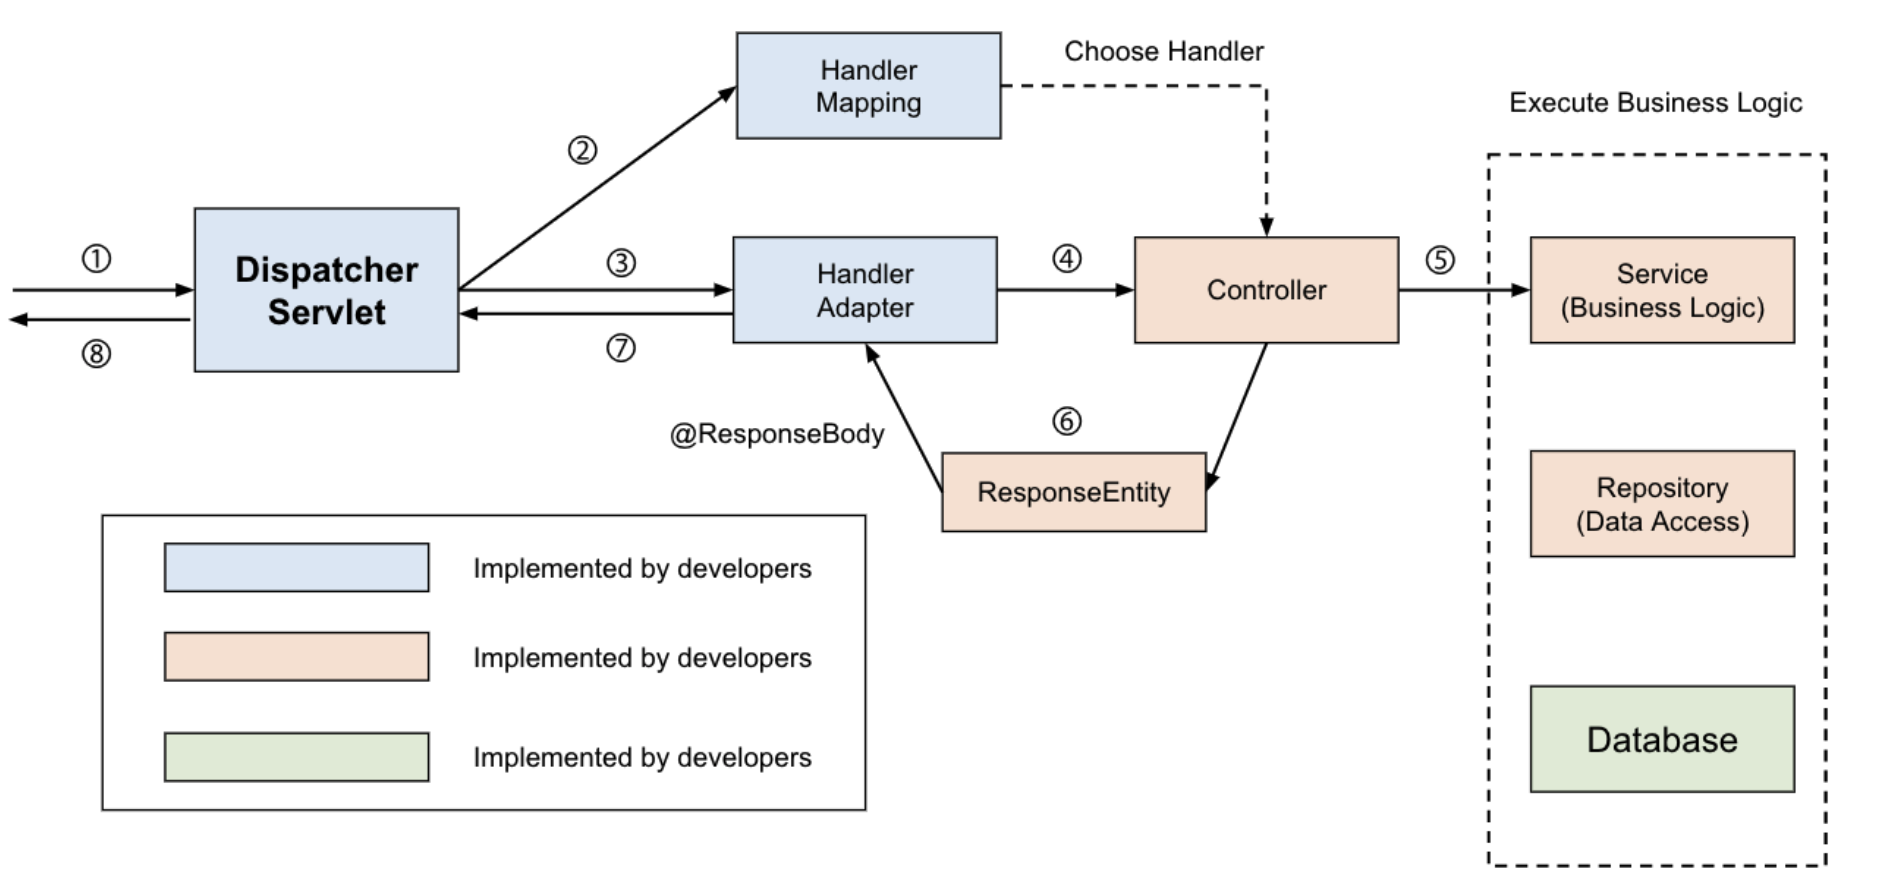 Handler
Mapping
Choose Handler
Execute Business Logic
②
①
Dispatcher
Servlet
③
Handler
Adapter
④
Controller
⑤
Service
(Business Logic)
⑧
⑦
@ResponseBody
⑥
ResponseEntity
Repository
(Data Access)
Implemented by developers
Implemented by developers
Implemented by developers
Database